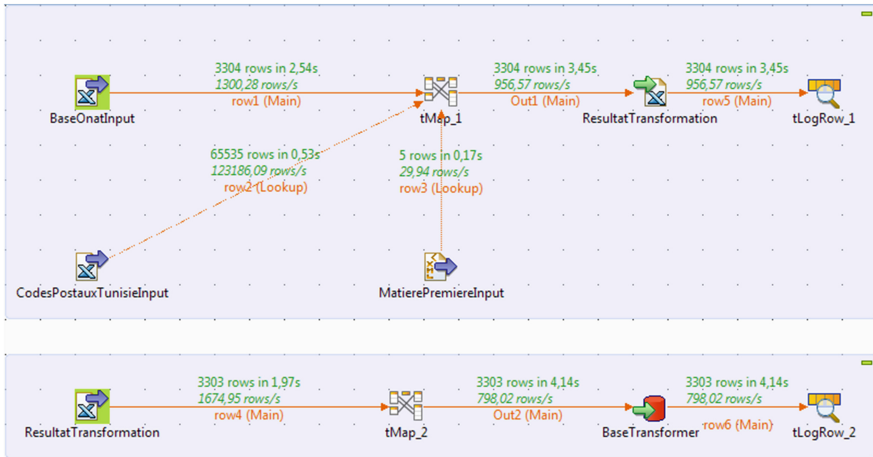 3304 rows in 2,54s
1300,28 rows/s
row1 (Main)
3304 rows in 3,45s
956,57 rows/s
Out1 (Main)
3304 rows in 3,45s
956,57 rows/s
row5 (Main)
BaseOnatInput
tMap_1
ResultatTransformation
tLogRow_1
65535 rows in 0,53s
123186,09 rows/s
row2 (Lookup)
5 rows in 0,17s
29,94 rows/s
row3 (Lookup)
CodesPostauxTunisieInput
MatierePremiereInput
3303 rows in 1,97s
1674,95 rows/s
row4 (Main)
3303 rows in 4,14s
798,02 rows/s
Out2 (Main)
3303 rows in 4,14s
798,02 rows/s
row6 (Main)
ResultatTransformation
tMap_2
BaseTransformer
tLogRow_2